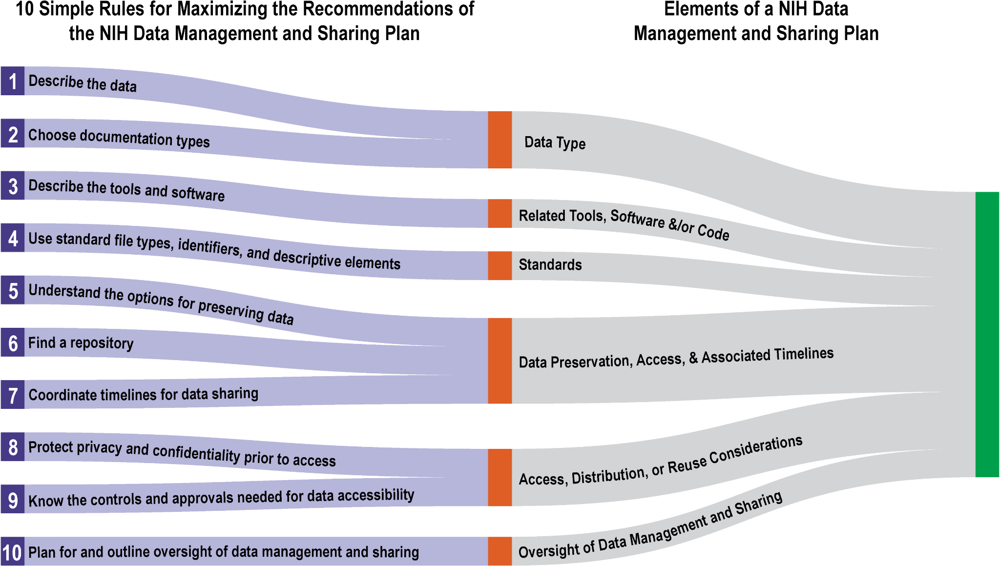 10 Simple Rules for Maximizing the Recommendations of
the NIH Data Management and Sharing Plan
Elements of a NIH Data
Management and Sharing Plan
1 Describe the data
2 Choose documentation types
3 Describe the tools and software
4 Use standard file types, identifiers, and descriptive elements
5 Understand the options for preserving data
6 Find a repository
7 Coordinate timelines for data sharing
8 Protect privacy and confidentiality prior to access
9 Know the controls and approvals needed for data accessibility
10 Plan for and outline oversight of data management and sharing
Data Type
Related Tools, Software &/or Code
Standards
Data Preservation, Access, & Associated Timelines
Access, Distribution, or Reuse Considerations
Oversight of Data Management and Sharing